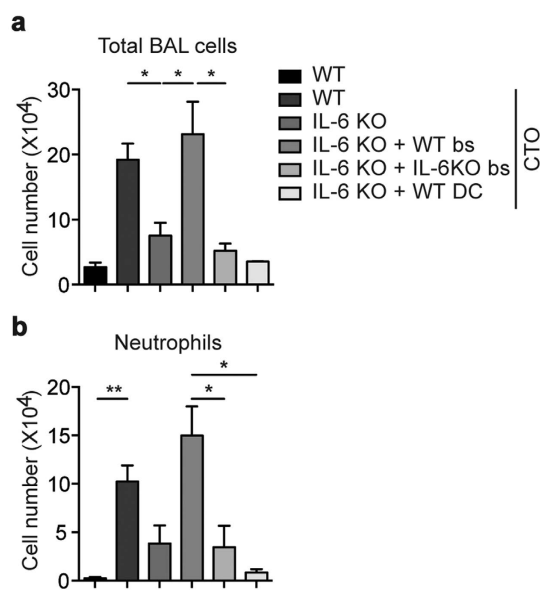 a
Total BAL cells
* * *
Cell number (X10⁴)
30
20
10
0
WT
WT
IL-6 KO
IL-6 KO + WT bs
IL-6 KO + IL-6KO bs
IL-6 KO + WT DC
CTO
b
Neutrophils
*
** *
Cell number (X10⁴)
20
15
10
5
0